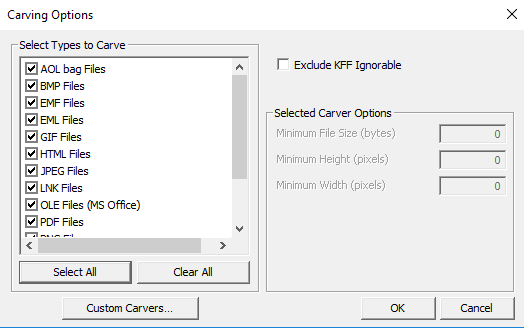 Carving Options
Select Types to Carve
AOL bag Files
BMP Files
EMF Files
EML Files
GIF Files
HTML Files
JPEG Files
LNK Files
OLE Files (MS Office)
PDF Files
PNG Files
Select All
Clear All
Custom Carvers...
Exclude KFF Ignorable
Selected Carver Options
Minimum File Size (bytes)
0
Minimum Height (pixels)
0
Minimum Width (pixels)
0
OK
Cancel